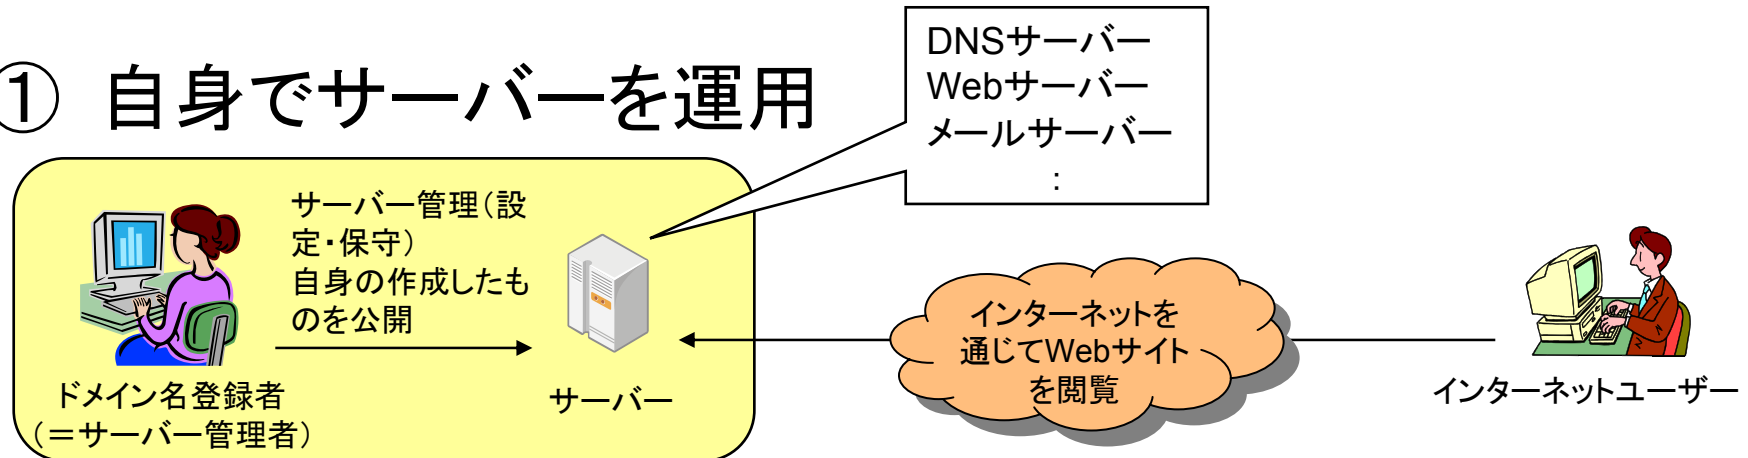 ① 自身でサーバーを運用
DNSサーバー
Webサーバー
メールサーバー
:
サーバー管理（設
定・保守）
自身の作成したも
のを公開
ドメイン名登録者
（＝サーバー管理者）
サーバー
インターネットを
通じてWebサイト
を閲覧
インターネットユーザー